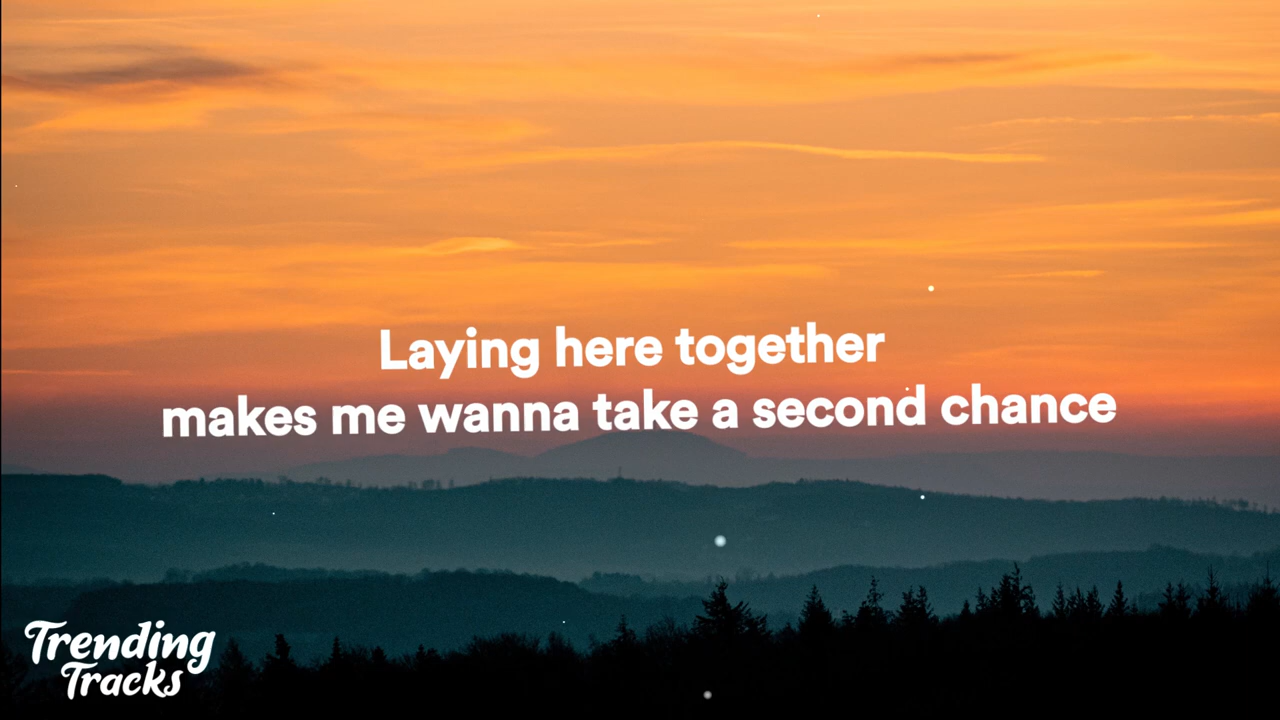 Laying here together
makes me wanna take a second chance
Trending
Tracks